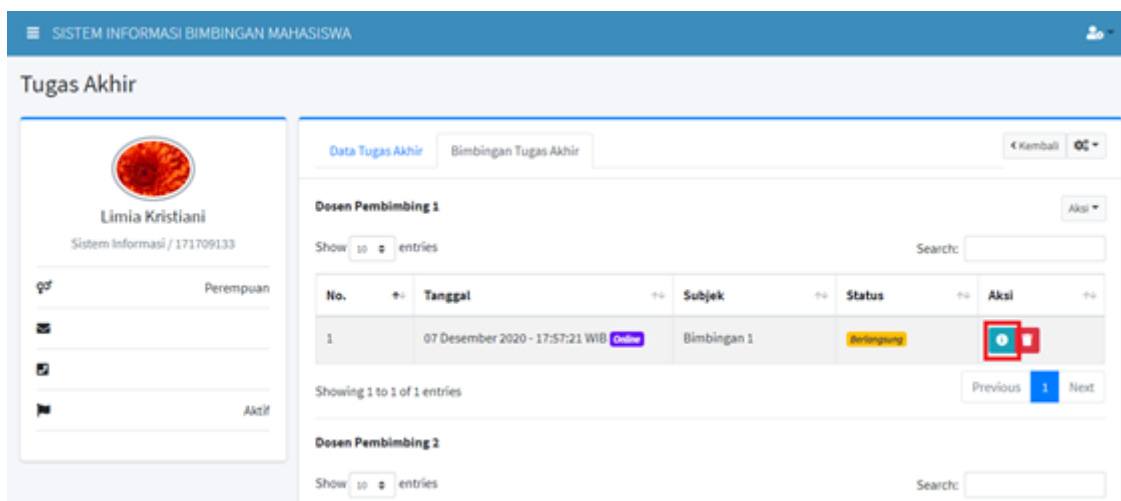 SISTEM INFORMASI BIMBINGAN MAHASISWA
Tugas Akhir
Limia Kristiani
Sistem Informasi / 171709133
Perempuan
Aktif
Data Tugas Akhir Bimbingan Tugas Akhir Kembali
Dosen Pembimbing 1 Aksi
Show 10 entries Search:
No. Tanggal Subjek Status Aksi
1 07 Desember 2020 - 17:57:21 WIB Online Bimbingan 1 Berlangsung
Showing 1 to 1 of 1 entries Previous 1 Next
Dosen Pembimbing 2
Show 10 entries Search: